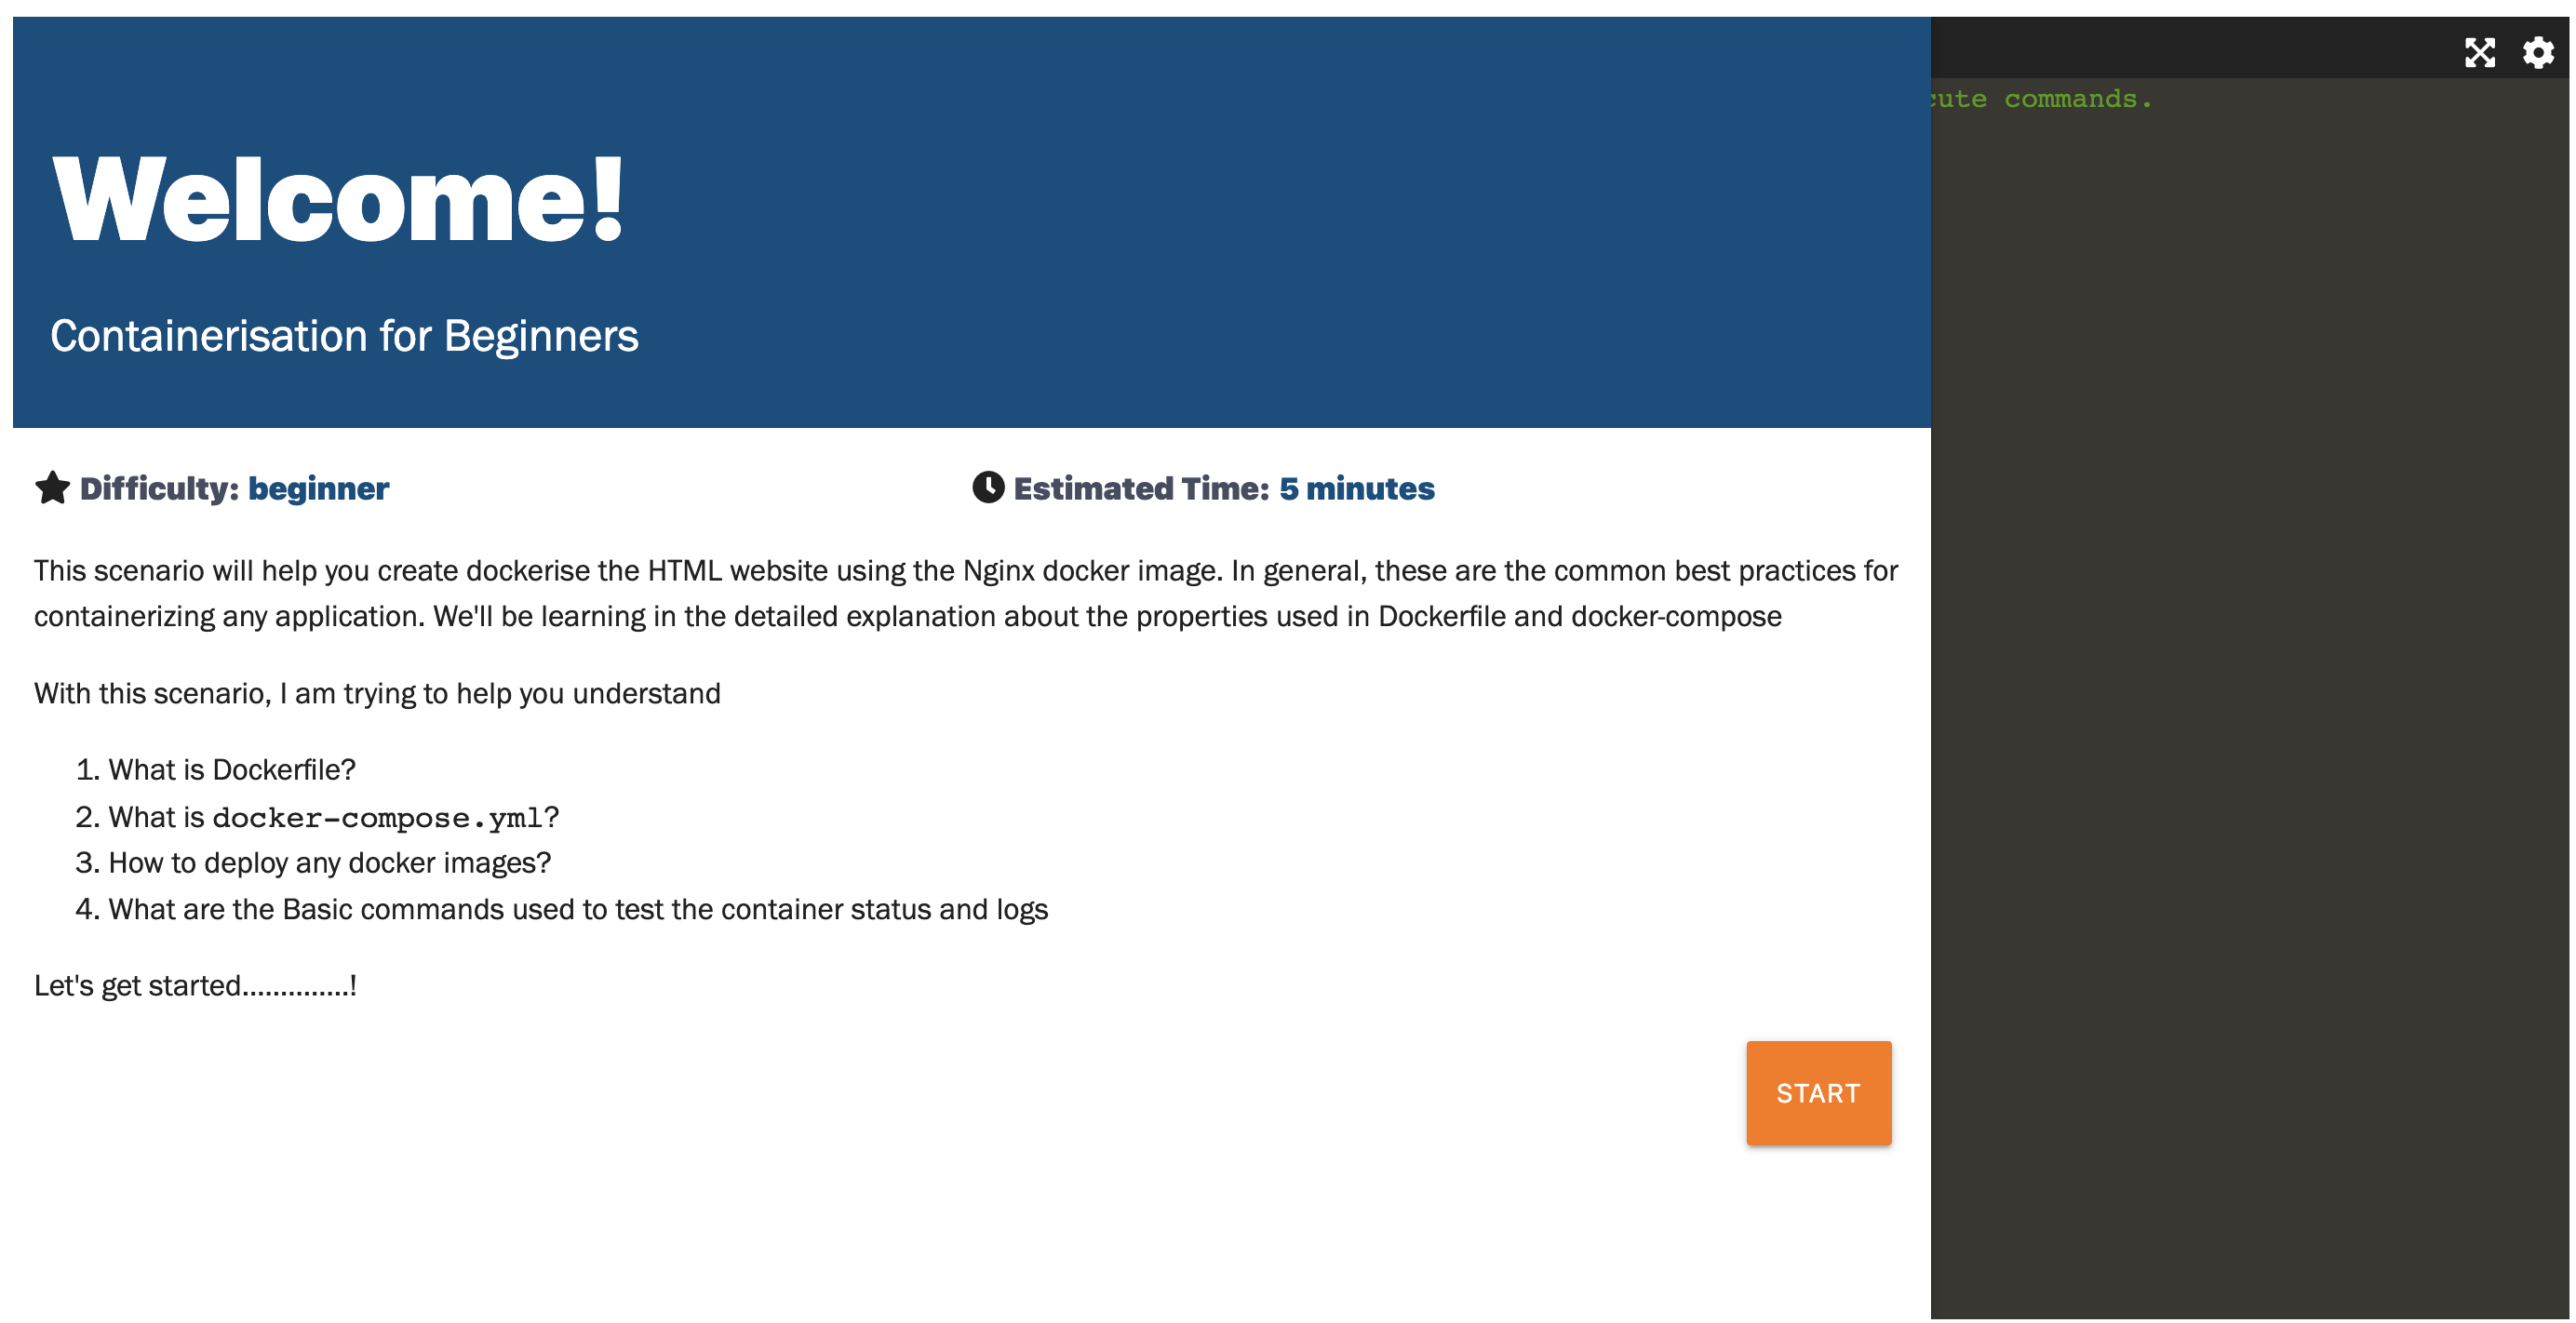 Welcome!
Containerisation for Beginners
Difficulty: beginner
Estimated Time: 5 minutes
This scenario will help you create dockerise the HTML website using the Nginx docker image. In general, these are the common best practices for
containerizing any application. We'll be learning in the detailed explanation about the properties used in Dockerfile and docker-compose
With this scenario, I am trying to help you understand
1. What is Dockerfile?
2. What is docker-compose.yml?
3. How to deploy any docker images?
4. What are the Basic commands used to test the container status and logs
Let's get started..............!
START
commands.